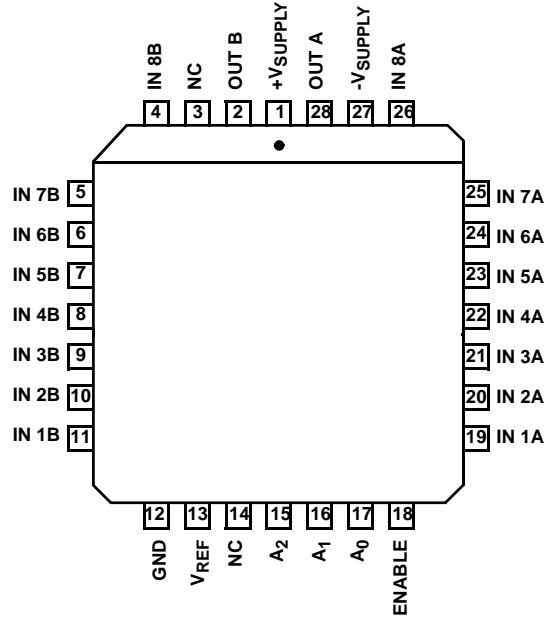 IN 8B
NC
OUT B
+VSUPPLY
OUT A
-VSUPPLY
IN 8A
4
3
2
1
28
27
26
IN 7B 5
IN 6B 6
IN 5B 7
IN 4B 8
IN 3B 9
IN 2B 10
IN 1B 11
25 IN 7A
24 IN 6A
23 IN 5A
22 IN 4A
21 IN 3A
20 IN 2A
19 IN 1A
12
13
14
15
16
17
18
GND
VREF
NC
A2
A1
A0
ENABLE